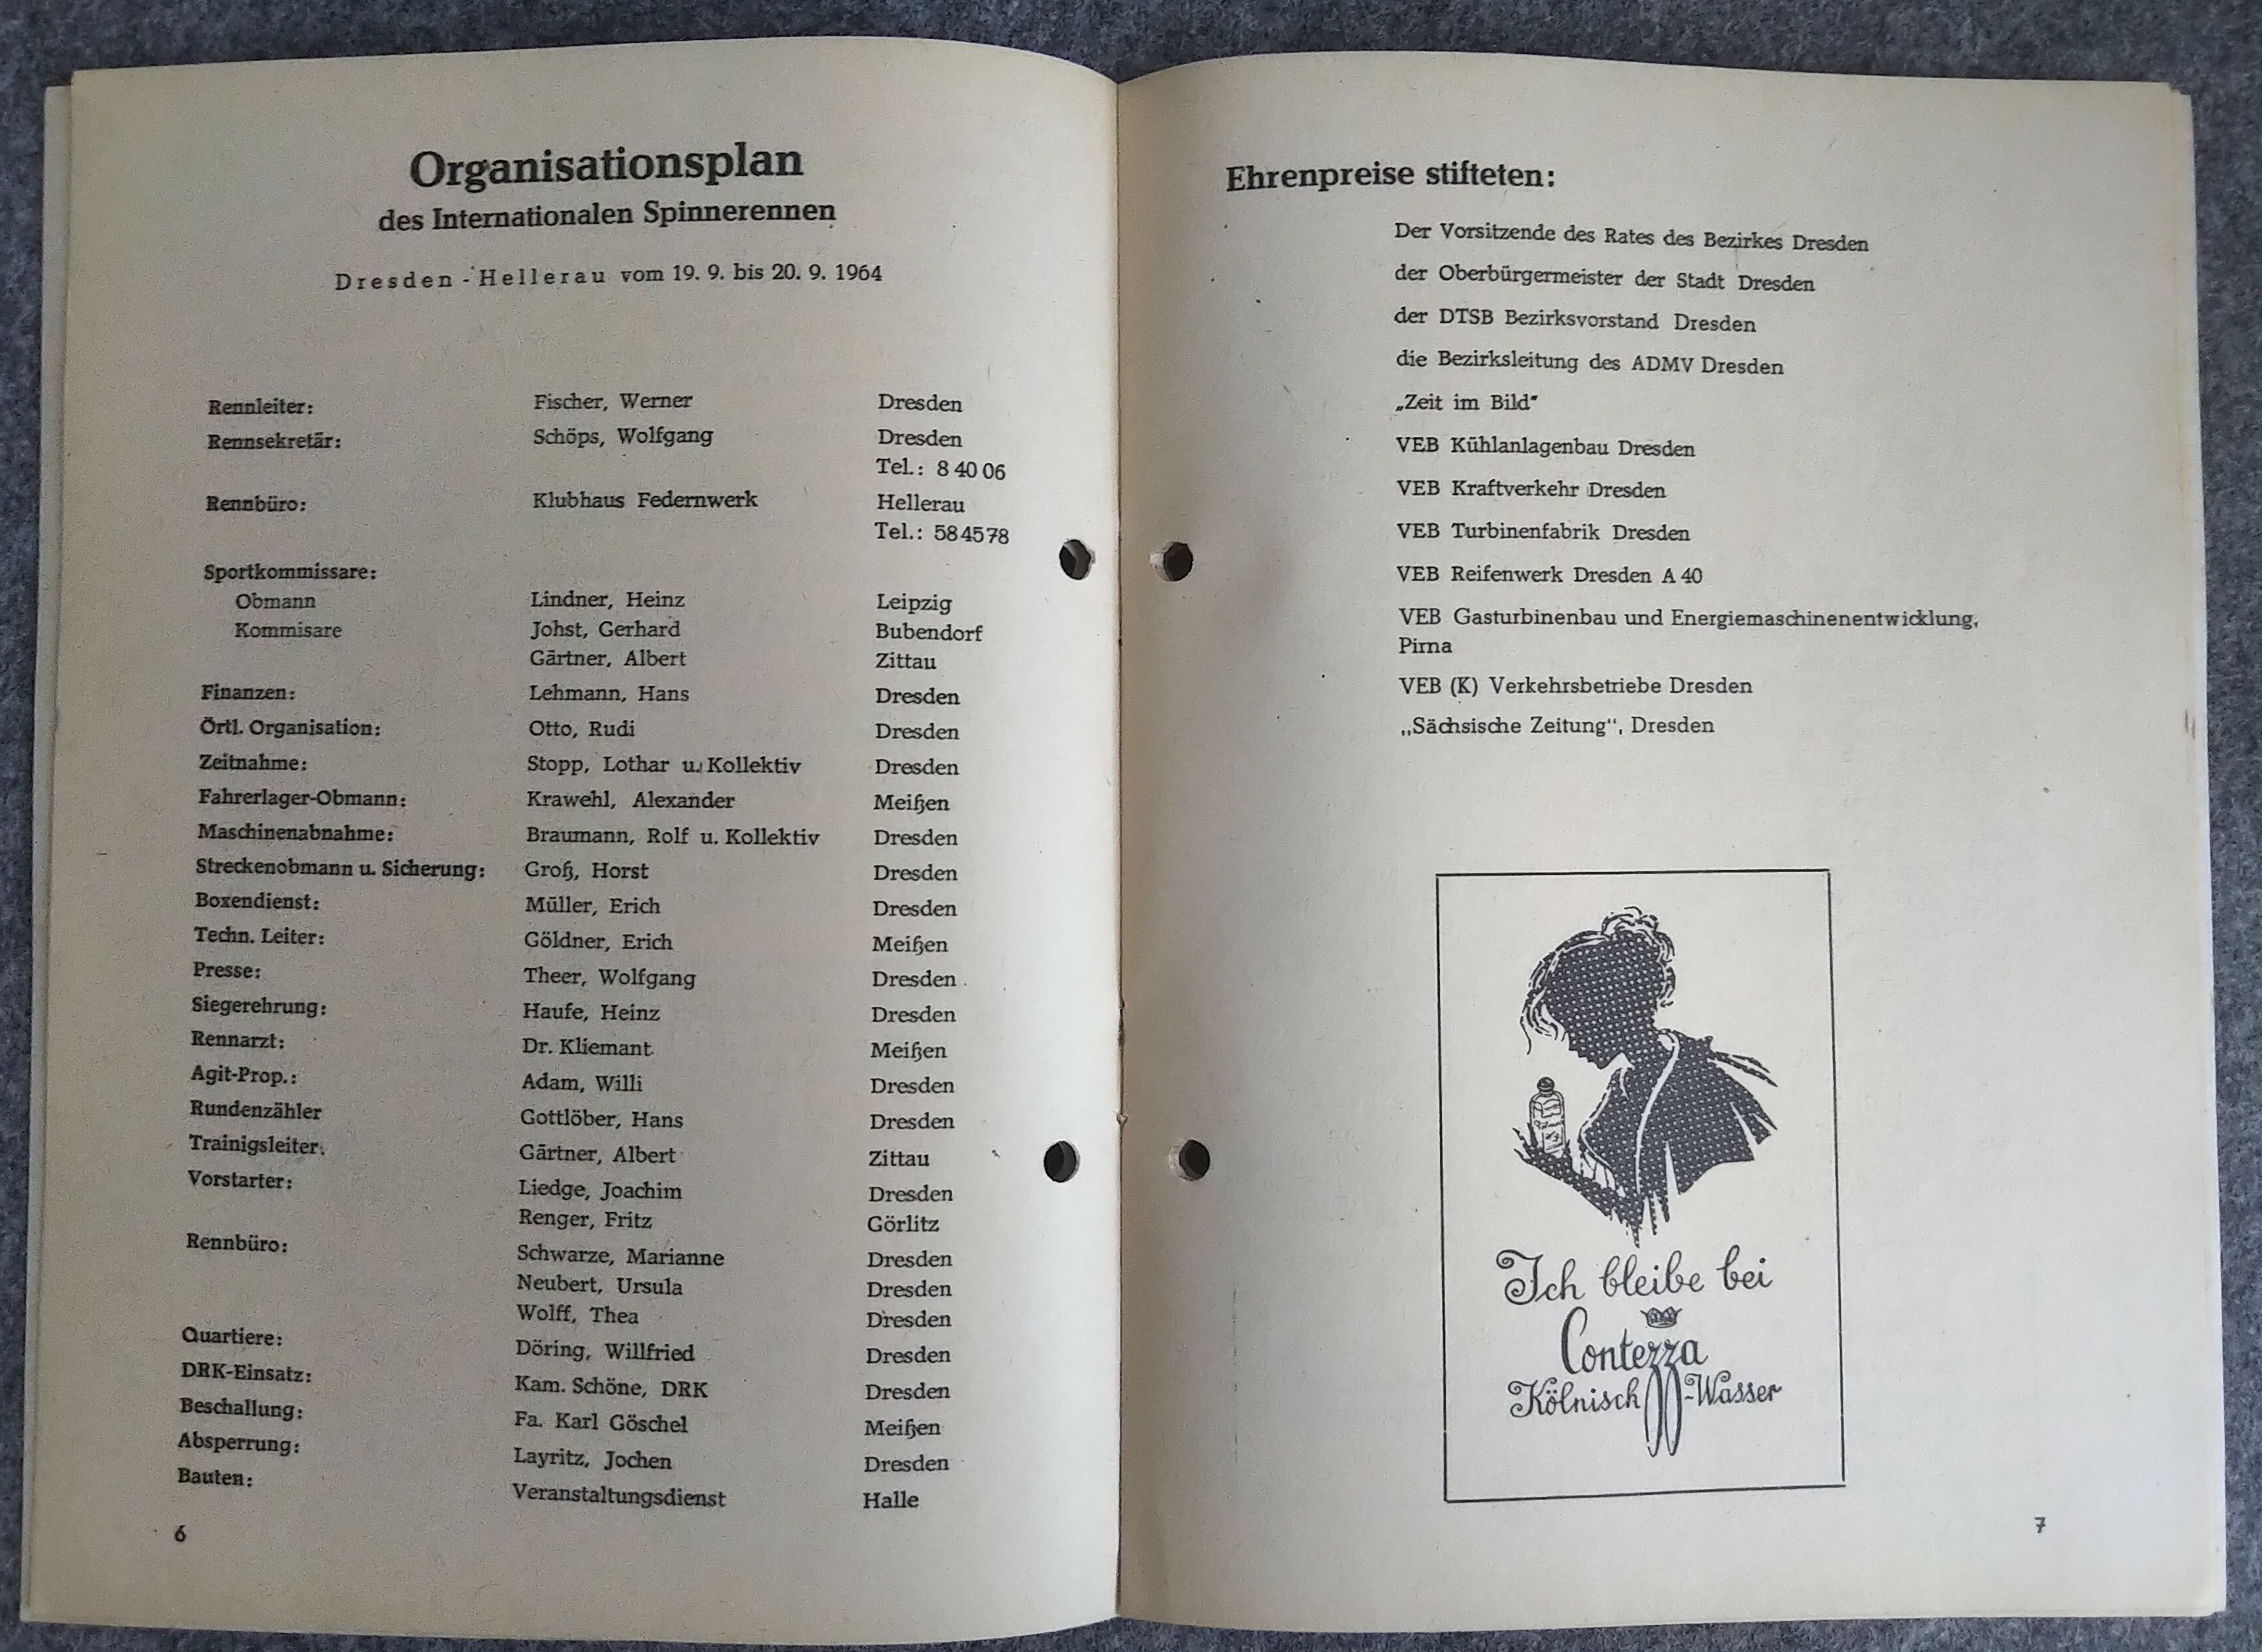 Organisationsplan
des Internationalen Spinnerennen
Dresden - Hellerau vom 19. 9. bis 20. 9. 1964
Rennleiter: Fischer, Werner Dresden
Rennsekretär: Schöps, Wolfgang Dresden
Tel.: 8 40 06
Rennbüro: Klubhaus Federnwerk Hellerau
Tel.: 584578
Sportkommissare:
Obmann Lindner, Heinz Leipzig
Kommisare Johst, Gerhard Bubendorf
Gärtner, Albert Zittau
Finanzen: Lehmann, Hans Dresden
Örtl. Organisation: Otto, Rudi Dresden
Zeitnahme: Stopp, Lothar u. Kollektiv Dresden
Fahrerlager-Obmann: Krawehl, Alexander Meißen
Maschinenabnahme: Braumann, Rolf u. Kollektiv Dresden
Streckenobmann u. Sicherung: Groß, Horst Dresden
Boxendienst: Müller, Erich Dresden
Techn. Leiter: Göldner, Erich Meißen
Presse: Theer, Wolfgang Dresden
Siegerehrung: Haufe, Heinz Dresden
Rennarzt: Dr. Kliemant Meißen
Agit-Prop.: Adam, Willi Dresden
Rundenzähler Gottlöber, Hans Dresden
Trainigsleiter: Gärtner, Albert Zittau
Vorstarter: Liedge, Joachim Dresden
Renger, Fritz Görlitz
Rennbüro: Schwarze, Marianne Dresden
Neubert, Ursula Dresden
Wolff, Thea Dresden
Quartiere: Döring, Willfried Dresden
DRK-Einsatz: Kam. Schöne, DRK Dresden
Beschallung: Fa. Karl Göschel Meißen
Absperrung: Layritz, Jochen Dresden
Bauten: Veranstaltungsdienst Halle
6
Ehrenpreise stifteten:
Der Vorsitzende des Rates des Bezirkes Dresden
der Oberbürgermeister der Stadt Dresden
der DTSB Bezirksvorstand Dresden
die Bezirksleitung des ADMV Dresden
„Zeit im Bild"
VEB Kühlanlagenbau Dresden
VEB Kraftverkehr Dresden
VEB Turbinenfabrik Dresden
VEB Reifenwerk Dresden A 40
VEB Gasturbinenbau und Energiemaschinenentwicklung,
Pirna
VEB (K) Verkehrsbetriebe Dresden
„Sächsische Zeitung", Dresden
Ich bleibe bei
Contezza
Kölnisch-Wasser
7